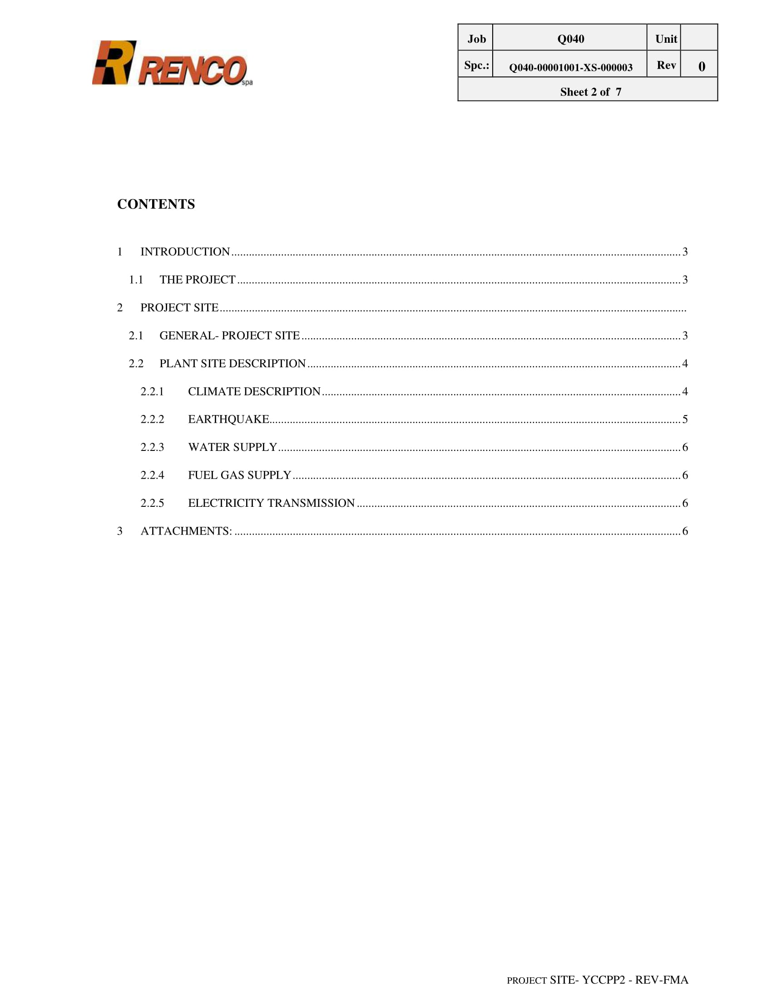 RENCO spa
Job Q040 Unit
Spc.: Q040-00001001-XS-000003 Rev 0
Sheet 2 of 7
CONTENTS
1 INTRODUCTION 3
1.1 THE PROJECT 3
2 PROJECT SITE
2.1 GENERAL- PROJECT SITE 3
2.2 PLANT SITE DESCRIPTION 4
2.2.1 CLIMATE DESCRIPTION 4
2.2.2 EARTHQUAKE 5
2.2.3 WATER SUPPLY 6
2.2.4 FUEL GAS SUPPLY 6
2.2.5 ELECTRICITY TRANSMISSION 6
3 ATTACHMENTS: 6
PROJECT SITE- YCCPP2 - REV-FMA